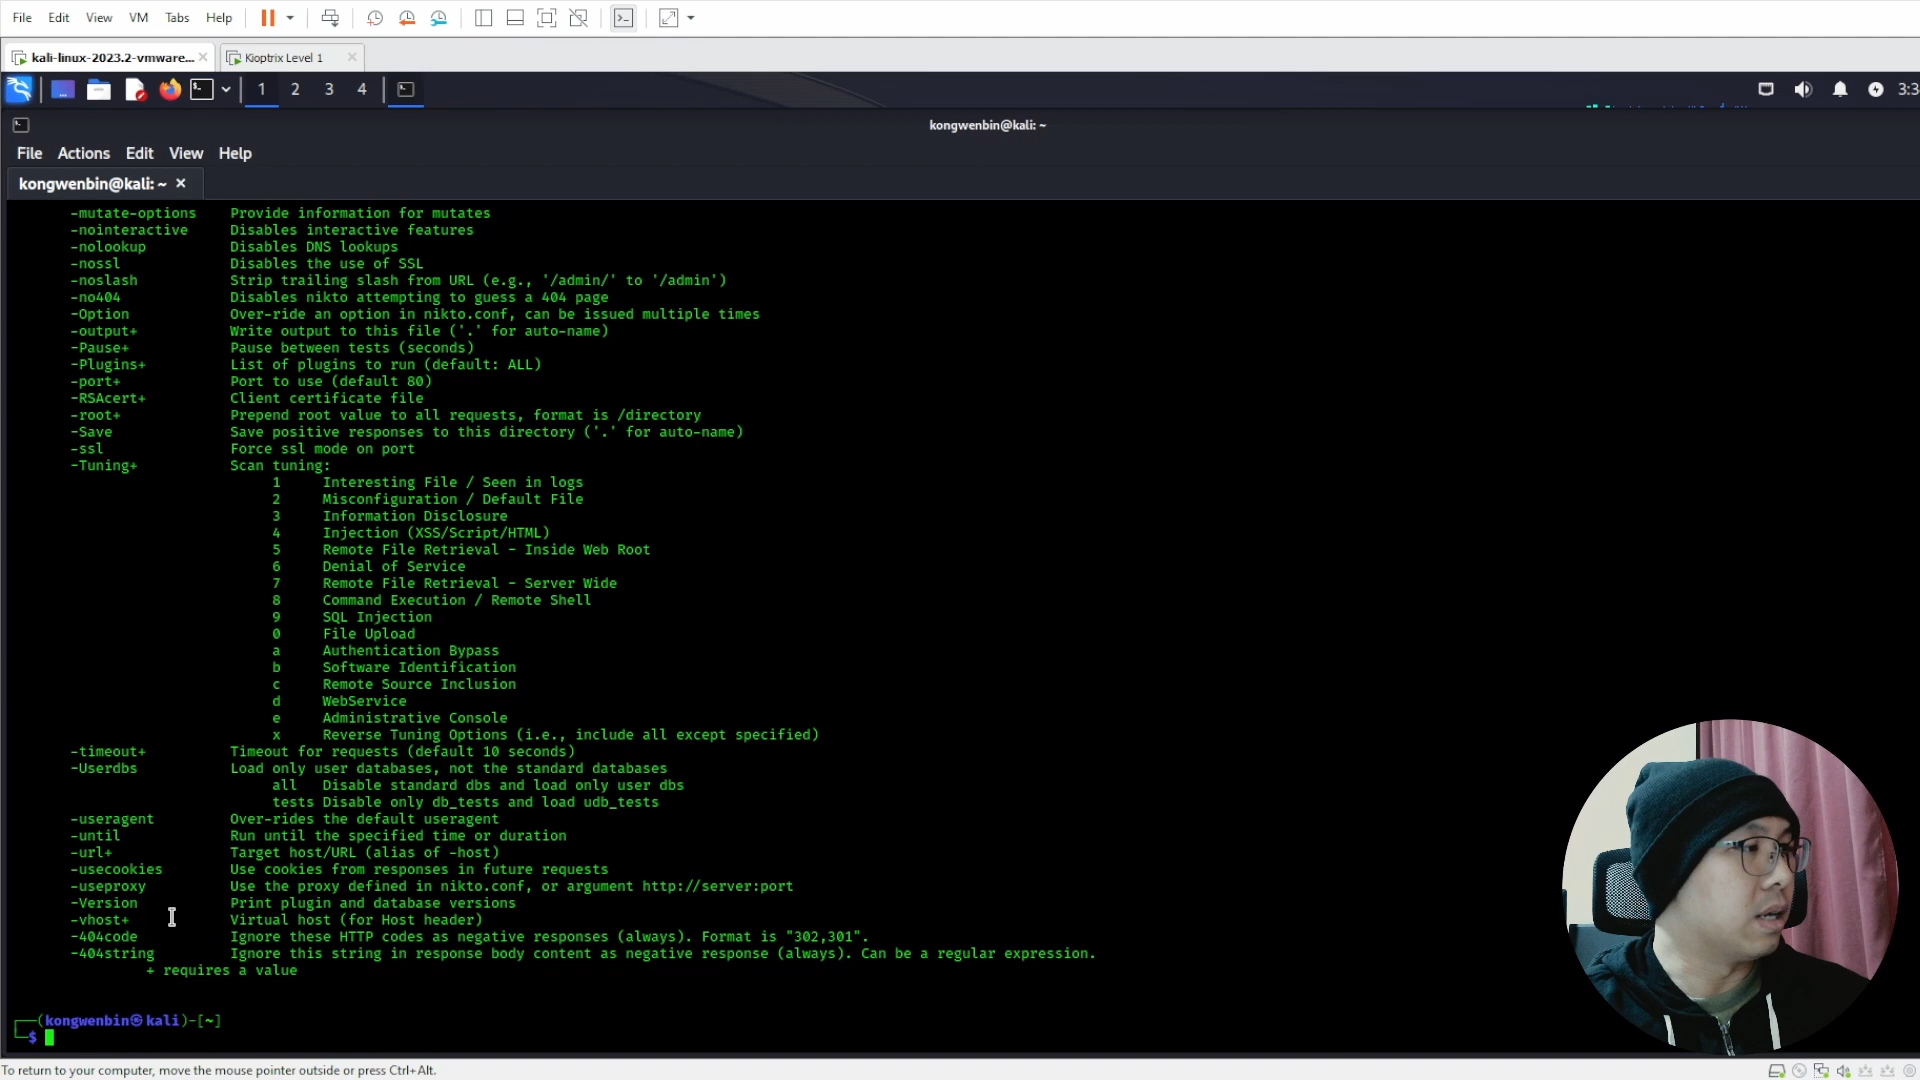 File Edit View VM Tabs Help
kali-linux-2023.2-vmware... Kioptrix Level 1
1 2 3 4
kongwenbin@kali: ~
File Actions Edit View Help
kongwenbin@kali: ~
-mutate-options Provide information for mutates
-nointeractive Disables interactive features
-nolookup Disables DNS lookups
-nossl Disables the use of SSL
-noslash Strip trailing slash from URL (e.g., '/admin/' to '/admin')
-no404 Disables nikto attempting to guess a 404 page
-Option Over-ride an option in nikto.conf, can be issued multiple times
-output+ Write output to this file ('.' for auto-name)
-Pause+ Pause between tests (seconds)
-Plugins+ List of plugins to run (default: ALL)
-port+ Port to use (default 80)
-RSAcert+ Client certificate file
-root+ Prepend root value to all requests, format is /directory
-Save Save positive responses to this directory ('.' for auto-name)
-ssl Force ssl mode on port
-Tuning+ Scan tuning:
1 Interesting File / Seen in logs
2 Misconfiguration / Default File
3 Information Disclosure
4 Injection (XSS/Script/HTML)
5 Remote File Retrieval - Inside Web Root
6 Denial of Service
7 Remote File Retrieval - Server Wide
8 Command Execution / Remote Shell
9 SQL Injection
0 File Upload
a Authentication Bypass
b Software Identification
c Remote Source Inclusion
d WebService
e Administrative Console
x Reverse Tuning Options (i.e., include all except specified)
-timeout+ Timeout for requests (default 10 seconds)
-Userdbs Load only user databases, not the standard databases
all Disable standard dbs and load only user dbs
tests Disable only db_tests and load udb_tests
-useragent Over-rides the default useragent
-until Run until the specified time or duration
-url+ Target host/URL (alias of -host)
-usecookies Use cookies from responses in future requests
-useproxy Use the proxy defined in nikto.conf, or argument http://server:port
-Version Print plugin and database versions
-vhost+ Virtual host (for Host header)
-404code Ignore these HTTP codes as negative responses (always). Format is "302,301".
-404string Ignore this string in response body content as negative response (always). Can be a regular expression.
+ requires a value
(kongwenbin㉿kali)-[~]
$
To return to your computer, move the mouse pointer outside or press Ctrl+Alt.